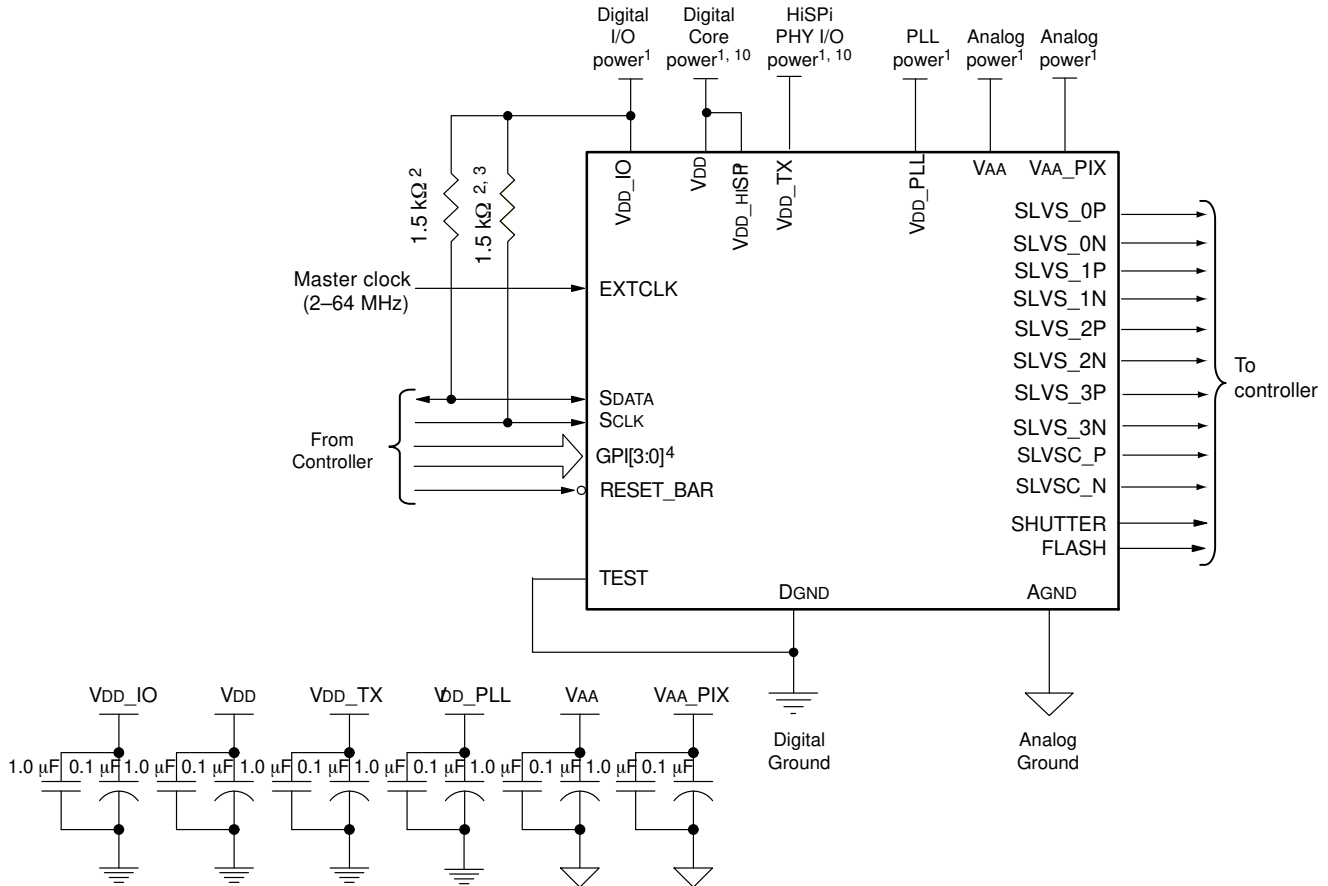 Digital
I/O
power1
Digital
Core
power1, 10
HiSPi
PHY I/O
power1, 10
PLL
power1
Analog
power1
Analog
power1
1.5 kΩ 2
1.5 kΩ 2, 3
VDD_IO
VDD
VDD_HiSPi
VDD_TX
VDD_PLL
VAA
VAA_PIX
Master clock
(2–64 MHz)
EXTCLK
From
Controller
SDATA
SCLK
GPI[3:0]4
RESET_BAR
TEST
DGND
AGND
SLVS_0P
SLVS_0N
SLVS_1P
SLVS_1N
SLVS_2P
SLVS_2N
SLVS_3P
SLVS_3N
SLVSC_P
SLVSC_N
SHUTTER
FLASH
To
controller
Digital
Ground
Analog
Ground
VDD_IO
VDD
VDD_TX
VDD_PLL
VAA
VAA_PIX
1.0 μF 0.1 μF 1.0 μF 0.1 μF 1.0 μF 0.1 μF 1.0 μF 0.1 μF 1.0 μF 0.1 μF 1.0 μF 0.1 μF